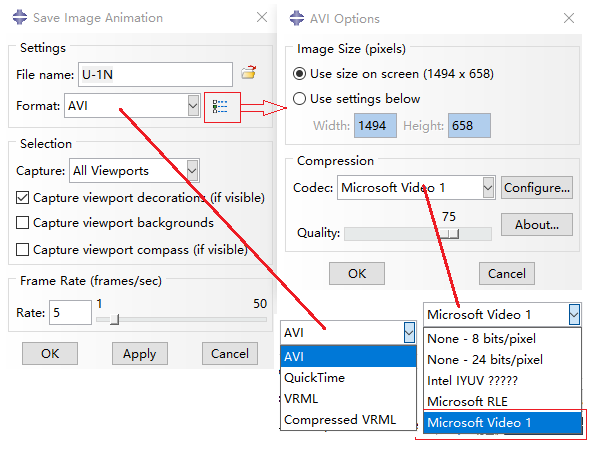 Save Image Animation
Settings
File name: U-1N
Format: AVI
Selection
Capture: All Viewports
Capture viewport decorations (if visible)
Capture viewport backgrounds
Capture viewport compass (if visible)
Frame Rate (frames/sec)
1 50
Rate: 5
OK Apply Cancel
AVI Options
Image Size (pixels)
Use size on screen (1494 x 658)
Use settings below
Width: 1494 Height: 658
Compression
Codec: Microsoft Video 1 Configure...
75
Quality: About...
OK Cancel
AVI
AVI
QuickTime
VRML
Compressed VRML
Microsoft Video 1
None - 8 bits/pixel
None - 24 bits/pixel
Intel IYUV ?????
Microsoft RLE
Microsoft Video 1